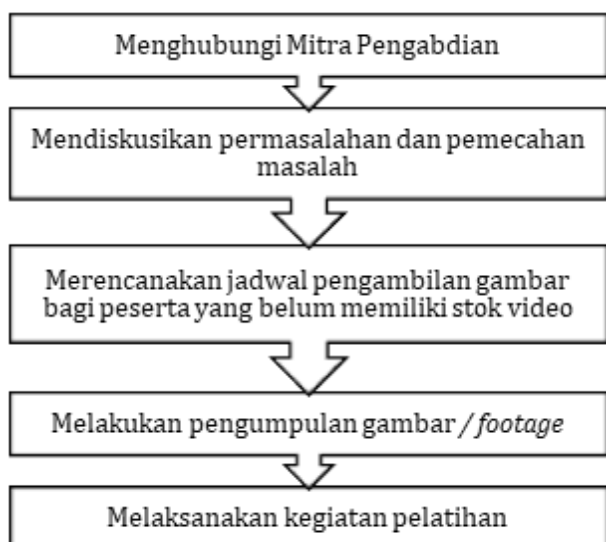 Menghubungi Mitra Pengabdian
Mendiskusikan permasalahan dan pemecahan
masalah
Merencanakan jadwal pengambilan gambar
bagi peserta yang belum memiliki stok video
Melakukan pengumpulan gambar / footage
Melaksanakan kegiatan pelatihan